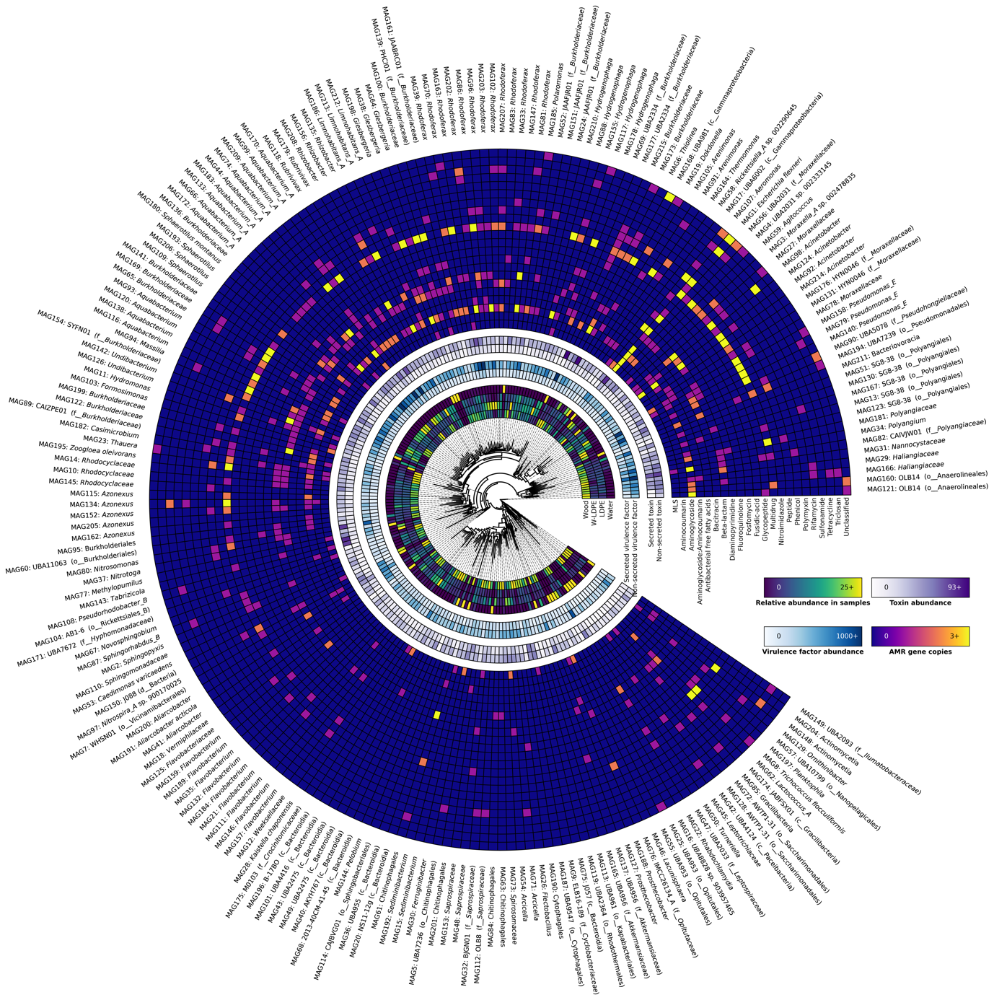 MAG161: JAABRC01 (f__Burkholderiaceae)
MAG139: PHCI01 (f__Burkholderiaceae)
MAG100: Burkholderiaceae
MAG64: Giesbergeria
MAG38: Giesbergeria
MAG198: Giesbergeria
MAG212: Limnohabitans_A
MAG213: Limnohabitans_A
MAG186: Limnohabitans_A
MAG135: Rhizobacter
MAG156: Rhizobacter
MAG208: Rhizobacter
MAG179: Rubrivivax
MAG118: Rubrivivax
MAG170: Aquabacterium_A
MAG99: Aquabacterium_A
MAG209: Aquabacterium_A
MAG74: Aquabacterium_A
MAG44: Aquabacterium_A
MAG183: Aquabacterium_A
MAG133: Aquabacterium_A
MAG66: Aquabacterium_A
MAG172: Aquabacterium_A
MAG136: Burkholderiaceae
MAG180: Sphaerotilus montanus
MAG193: Sphaerotilus
MAG206: Sphaerotilus
MAG109: Sphaerotilus
MAG141: Burkholderiaceae
MAG169: Burkholderiaceae
MAG65: Burkholderiaceae
MAG93: Aquabacterium
MAG120: Aquabacterium
MAG138: Aquabacterium
MAG116: Aquabacterium
MAG94: Massilia
MAG154: SYFN01 (f__Burkholderiaceae)
MAG142: Undibacterium
MAG126: Undibacterium
MAG11: Hydromonas
MAG103: Formosimonas
MAG199: Burkholderiaceae
MAG122: Burkholderiaceae
MAG89: CAIZPE01 (f__Burkholderiaceae)
MAG182: Casimicrobium
MAG23: Thauera
MAG195: Zoogloea oleivorans
MAG14: Rhodocyclaceae
MAG10: Rhodocyclaceae
MAG145: Rhodocyclaceae
MAG115: Azonexus
MAG134: Azonexus
MAG152: Azonexus
MAG205: Azonexus
MAG162: Azonexus
MAG95: Burkholderiales
MAG60: UBA11063 (o__Burkholderiales)
MAG80: Nitrosomonas
MAG37: Nitrotoga
MAG77: Methylopumilus
MAG143: Tabrizicola
MAG108: Pseudorhodobacter_B
MAG104: AB1-6 (o__Rickettsiales_B)
MAG171: UBA7672 (f__Hyphomonadaceae)
MAG67: Novosphingobium
MAG87: Sphingorhabdus_B
MAG2: Sphingopyxis
MAG110: Sphingomonadaceae
MAG53: Caedimonas varicaedens
MAG150: J088 (d__Bacteria)
MAG97: Nitrospira_A sp. 900170025
MAG7: WHSN01 (o__Vicinamibacterales)
MAG200: Aliarcobacter
MAG191: Aliarcobacter acticola
MAG41: Aliarcobacter
MAG18: Vermiphilaceae
MAG125: Flavobacteriaceae
MAG159: Flavobacterium
MAG189: Flavobacterium
MAG35: Flavobacterium
MAG132: Flavobacterium
MAG184: Flavobacterium
MAG21: Flavobacterium
MAG111: Flavobacterium
MAG146: Flavobacterium
MAG157: Flavobacterium
MAG12: Weeksellaceae
MAG28: Kaistella chaponensis
MAG175: M0103 (f__Crocinitomicaceae)
MAG196: B-17BO (c__Bacteroidia)
MAG101: UBA4416 (c__Bacteroidia)
MAG43: UBA2475 (c__Bacteroidia)
MAG49: UBA2475 (c__Bacteroidia)
MAG40: AKYH767 (c__Bacteroidia)
MAG68: 2013-40CM-41-45 (c__Bacteroidia)
MAG144: Pelobium
MAG114: CAJBVG01 (o__Sphingobacteriales)
MAG36: UBA955 (c__Bacteroidia)
MAG20: NS11-12g (c__Bacteroidia)
MAG61: Chitinophagales
MAG192: Sediminibacterium
MAG15: Sediminibacterium
MAG30: Ferruginibacter
MAG5: UBA7236 (o__Chitinophagales)
MAG201: Chitinophagales
MAG153: Saprospiraceae
MAG48: Saprospiraceae
MAG32: BJGN01 (f__Saprospiraceae)
MAG112: OLB8 (f__Saprospiraceae)
MAG84: Chitinophagales
MAG63: Chitinophagales
MAG73: Spirosomaceae
MAG54: Arcicella
MAG71: Arcicella
MAG26: Flectobacillus
MAG190: Cytophagales
MAG187: UBA9547 (o__Cytophagales)
MAG9: ELB16-189 (f__Cyclobacteriaceae)
MAG75: J057 (c__Bacteroidia)
MAG119: UBA2364 (o__Rhodothermales)
MAG113: UBA961 (o__Kapabacteriales)
MAG165: UBA956 (f__Akkermansiaceae)
MAG137: UBA956 (f__Akkermansiaceae)
MAG127: Prosthecobacter
MAG188: Prosthecobacter
MAG76: IMCC26134_A (f__Opitutaceae)
MAG46: Lacunisphaera
MAG55: UBA953 (o__Opitutales)
MAG25: UBA953 (o__Opitutales)
MAG16: UBA8828 sp. 903957465
MAG22: Rhabdochlamydia
MAG47: UBA2033 (f__Leptospiraceae)
MAG50: Turneriella
MAG45: Leptotrichiaceae
MAG42: UBA4124 (c__Paceibacteria)
MAG128: AWTP1-31 (o__Saccharimonadales)
MAG72: AWTP1-31 (o__Saccharimonadales)
MAG85: Gracilibacteria
MAG174: JABFSX01 (c__Gracilibacteria)
MAG62: Lactococcus_A
MAG8: Trichococcus flocculiformis
MAG197: Planktophila
MAG57: UBA10799 (o__Nanopelagicales)
MAG129: Ornithinibacter
MAG148: Actinomycetia
MAG204: Actinomycetia
MAG149: UBA2093 (f__Ilumatobacteraceae)
MAG39: Rhodoferax
MAG70: Rhodoferax
MAG163: Rhodoferax
MAG202: Rhodoferax
MAG86: Rhodoferax
MAG96: Rhodoferax
MAG203: Rhodoferax
MAG102: Rhodoferax
MAG207: Rhodoferax
MAG83: Rhodoferax
MAG33: Rhodoferax
MAG147: Rhodoferax
MAG81: Rhodoferax
MAG185: Polaromonas
MAG52: JAAFJR01 (f__Burkholderiaceae)
MAG151: JAAFJR01 (f__Burkholderiaceae)
MAG24: JAAFJR01 (f__Burkholderiaceae)
MAG210: Hydrogenophaga
MAG88: Hydrogenophaga
MAG155: Hydrogenophaga
MAG117: Hydrogenophaga
MAG178: Hydrogenophaga
MAG69: UBA2334 (f__Burkholderiaceae)
MAG177: UBA2334 (f__Burkholderiaceae)
MAG215: Burkholderiaceae
MAG173: Burkholderiaceae
MAG6: Thiolinea
MAG168: UBA981 (c__Gammaproteobacteria)
MAG19: Dokdonella
MAG105: Arenimonas
MAG91: Arenimonas
MAG164: Thermomonas
MAG58: Rickettsiella_A sp. 002290645
MAG17: UBA6002 (c__Gammaproteobacteria)
MAG107: Aeromonas
MAG1: Escherichia flexneri
MAG56: UBA2031 (f__Moraxellaceae)
MAG4: UBA2031 sp. 002333145
MAG59: Agitococcus
MAG3: Moraxella_A sp. 002478835
MAG27: Moraxellaceae
MAG98: Acinetobacter
MAG124: Acinetobacter
MAG92: Acinetobacter
MAG214: Acinetobacter
MAG176: HYN0046 (f__Moraxellaceae)
MAG131: HYN0046 (f__Moraxellaceae)
MAG78: Moraxellaceae
MAG158: Pseudomonas_E
MAG79: Pseudomonas_E
MAG140: Pseudomonas_E
MAG90: UBA5078 (f__Pseudohongiellaceae)
MAG194: UBA7239 (o__Pseudomonadales)
MAG211: Bacteriovoracia
MAG51: SG8-38 (o__Polyangiales)
MAG130: SG8-38 (o__Polyangiales)
MAG167: SG8-38 (o__Polyangiales)
MAG13: SG8-38 (o__Polyangiales)
MAG123: SG8-38 (o__Polyangiales)
MAG181: Polyangiaceae
MAG34: Polyangium
MAG82: CAIVJW01 (f__Polyangiaceae)
MAG31: Nannocystaceae
MAG29: Haliangiaceae
MAG166: Haliangiaceae
MAG160: OLB14 (o__Anaerolineales)
MAG121: OLB14 (o__Anaerolineales)
Wood
W-LDPE
LDPE
Water
Secreted virulence factor
Non-secreted virulence factor
Secreted toxin
Non-secreted toxin
MLS
Aminocoumarin
Aminoglycoside
Aminoglycoside:Aminocoumarin
Antibacterial free fatty acids
Bacitracin
Beta-lactam
Diaminopyrimidine
Fluoroquinolone
Fosfomycin
Fusidic-acid
Glycopeptide
Multidrug
Nitroimidazole
Peptide
Phenicol
Polymyxin
Rifamycin
Sulfonamide
Tetracycline
Triclosan
Unclassified
0 25+
Relative abundance in samples
0 93+
Toxin abundance
0 1000+
Virulence factor abundance
0 3+
AMR gene copies